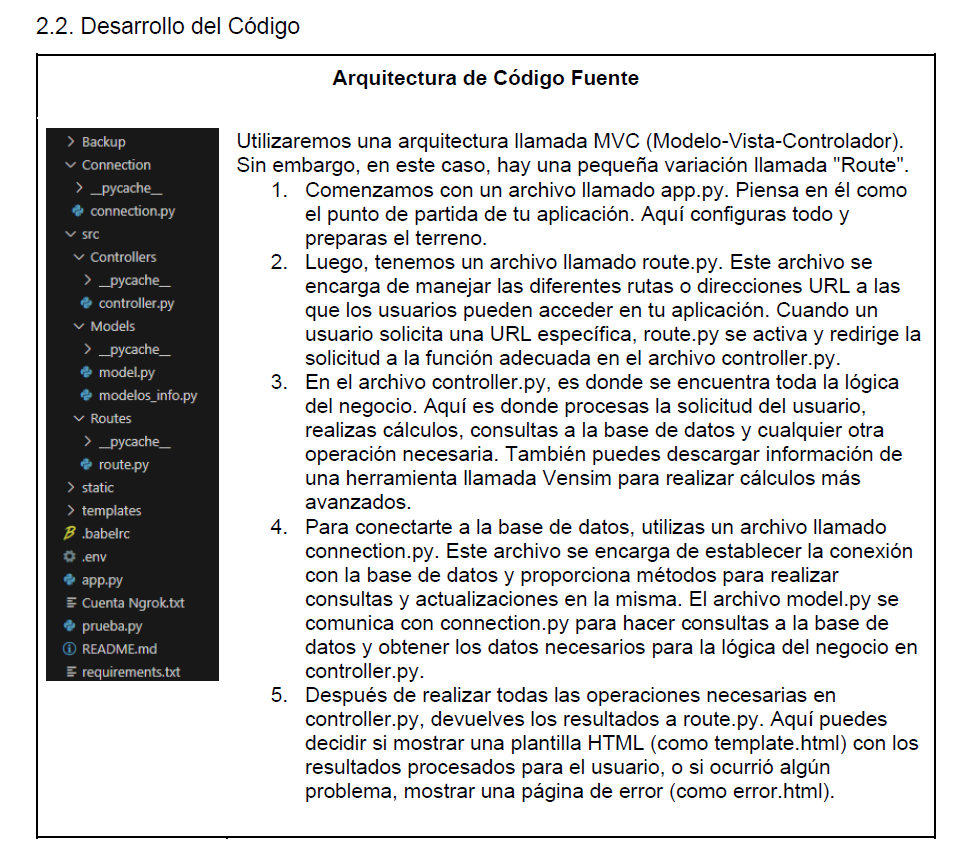 2.2. Desarrollo del Código
Arquitectura de Código Fuente
Backup
Connection
__pycache__
connection.py
src
Controllers
__pycache__
controller.py
Models
__pycache__
model.py
modelos_info.py
Routes
__pycache__
route.py
static
templates
.babelrc
.env
app.py
Cuenta Ngrok.txt
prueba.py
README.md
requirements.txt
Utilizaremos una arquitectura llamada MVC (Modelo-Vista-Controlador).
Sin embargo, en este caso, hay una pequeña variación llamada "Route".
1. Comenzamos con un archivo llamado app.py. Piensa en él como
el punto de partida de tu aplicación. Aquí configuras todo y
preparas el terreno.
2. Luego, tenemos un archivo llamado route.py. Este archivo se
encarga de manejar las diferentes rutas o direcciones URL a las
que los usuarios pueden acceder en tu aplicación. Cuando un
usuario solicita una URL específica, route.py se activa y redirige la
solicitud a la función adecuada en el archivo controller.py.
3. En el archivo controller.py, es donde se encuentra toda la lógica
del negocio. Aquí es donde procesas la solicitud del usuario,
realizas cálculos, consultas a la base de datos y cualquier otra
operación necesaria. También puedes descargar información de
una herramienta llamada Vensim para realizar cálculos más
avanzados.
4. Para conectarte a la base de datos, utilizas un archivo llamado
connection.py. Este archivo se encarga de establecer la conexión
con la base de datos y proporciona métodos para realizar
consultas y actualizaciones en la misma. El archivo model.py se
comunica con connection.py para hacer consultas a la base de
datos y obtener los datos necesarios para la lógica del negocio en
controller.py.
5. Después de realizar todas las operaciones necesarias en
controller.py, devuelves los resultados a route.py. Aquí puedes
decidir si mostrar una plantilla HTML (como template.html) con los
resultados procesados para el usuario, o si ocurrió algún
problema, mostrar una página de error (como error.html).